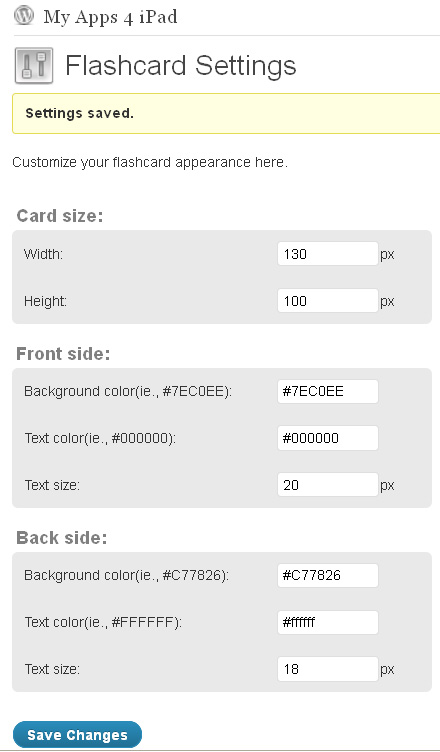 My Apps 4 iPad
Flashcard Settings
Settings saved.
Customize your flashcard appearance here.
Card size:
Width: 130 px
Height: 100 px
Front side:
Background color(ie., #7EC0EE): #7EC0EE
Text color(ie., #000000): #000000
Text size: 20 px
Back side:
Background color(ie., #C77826): #C77826
Text color(ie., #FFFFFF): #ffffff
Text size: 18 px
Save Changes